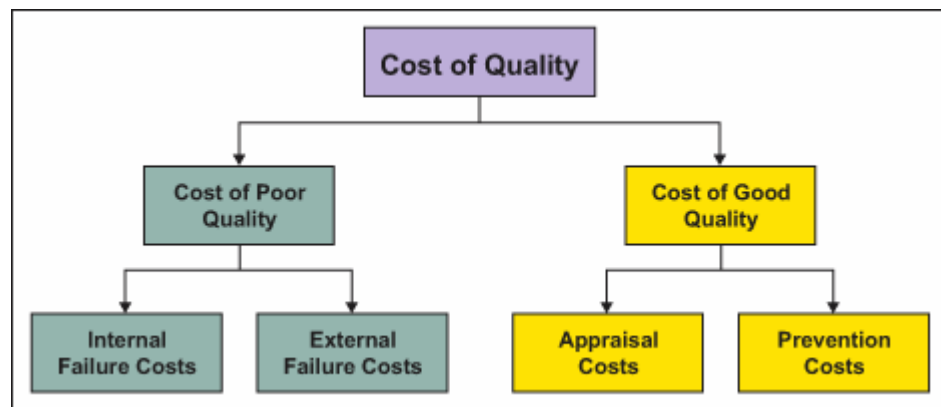 Cost of Quality
Cost of Poor
Quality
Cost of Good
Quality
Internal
Failure Costs
External
Failure Costs
Appraisal
Costs
Prevention
Costs